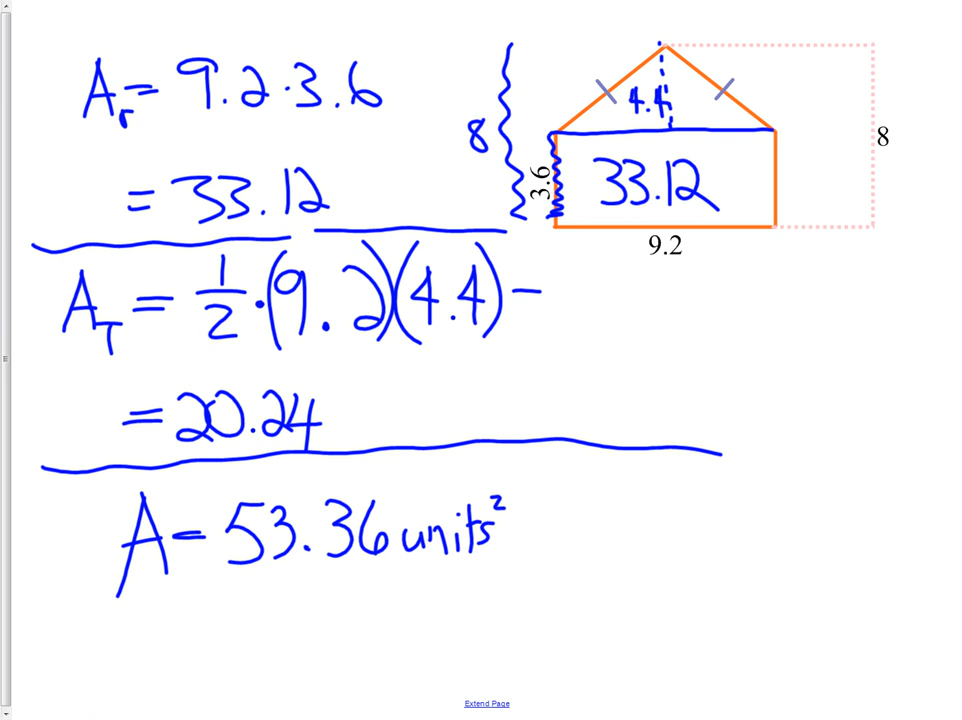 Aᵣ = 9.2 · 3.6
= 33.12
A_T = 1/2 · (9.2)(4.4) =
= 20.24
A = 53.36 units²
8
4.4
3.6
33.12
8
9.2
Extend Page